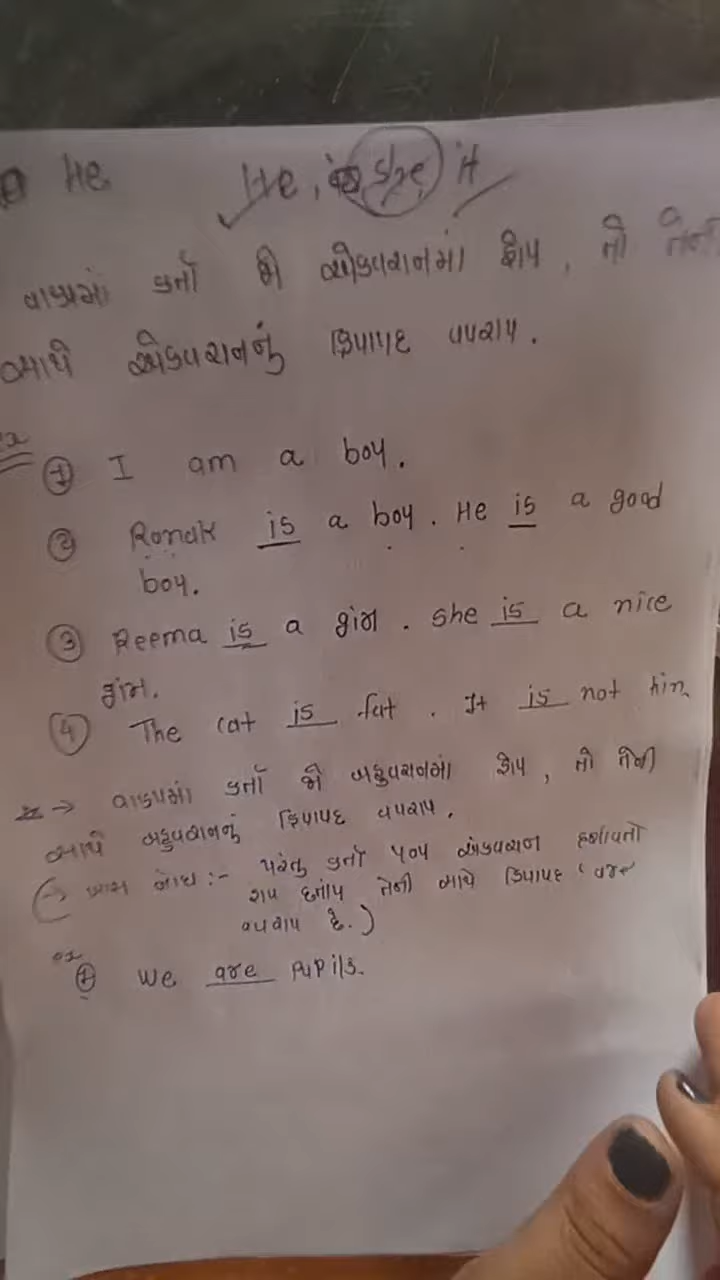 He He, she, it
વાક્યમાં કર્તા જો એકવચનમાં હોય, તો તેની
સાથે એકવચનનું ક્રિયાપદ વપરાય.
ex
① I am a boy.
② Ronak is a boy. He is a good
boy.
③ Reema is a girl. she is a nice
girl.
④ The cat is fat. It is not him
→ વાક્યમાં કર્તા જો બહુવચનમાં હોય, તો તેની
સાથે બહુવચનનું ક્રિયાપદ વપરાય.
(→ ખાસ નોંધ :- પરંતુ કર્તા પણ એકવચન દર્શાવતો
હોય છતાંય તેની સાથે ક્રિયાપદ 'are
વપરાય છે.)
ex
① We are pupils.